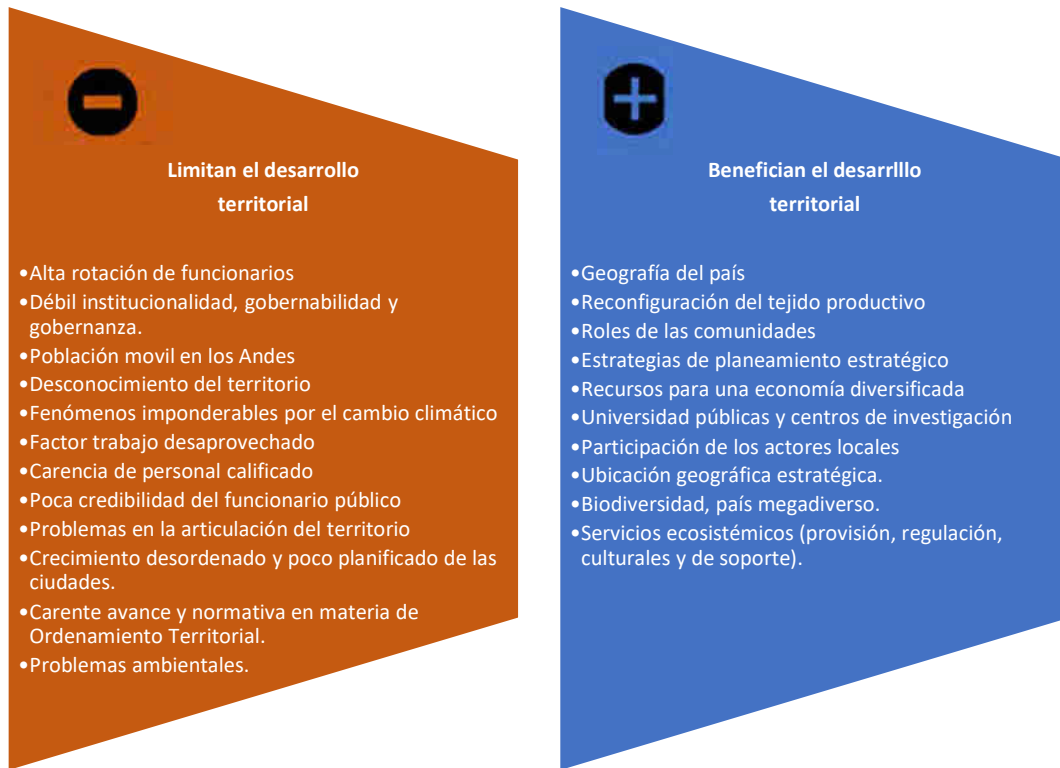 Limitan el desarrollo
territorial
•Alta rotación de funcionarios
•Débil institucionalidad, gobernabilidad y
gobernanza.
•Población movil en los Andes
•Desconocimiento del territorio
•Fenómenos imponderables por el cambio climático
•Factor trabajo desaprovechado
•Carencia de personal calificado
•Poca credibilidad del funcionario público
•Problemas en la articulación del territorio
•Crecimiento desordenado y poco planificado de las
ciudades.
•Carente avance y normativa en materia de
Ordenamiento Territorial.
•Problemas ambientales.
Benefician el desarrlllo
territorial
•Geografía del país
•Reconfiguración del tejido productivo
•Roles de las comunidades
•Estrategias de planeamiento estratégico
•Recursos para una economía diversificada
•Universidad públicas y centros de investigación
•Participación de los actores locales
•Ubicación geográfica estratégica.
•Biodiversidad, país megadiverso.
•Servicios ecosistémicos (provisión, regulación,
culturales y de soporte).